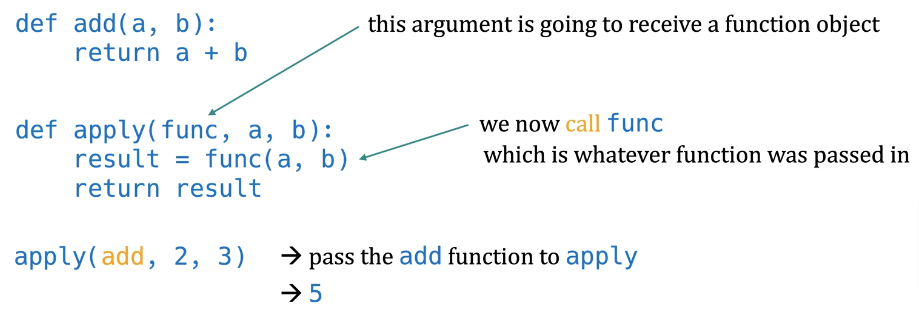 def add(a, b):
    return a + b
this argument is going to receive a function object
def apply(func, a, b):
    result = func(a, b)
    return result
we now call func
which is whatever function was passed in
apply(add, 2, 3) → pass the add function to apply
→ 5